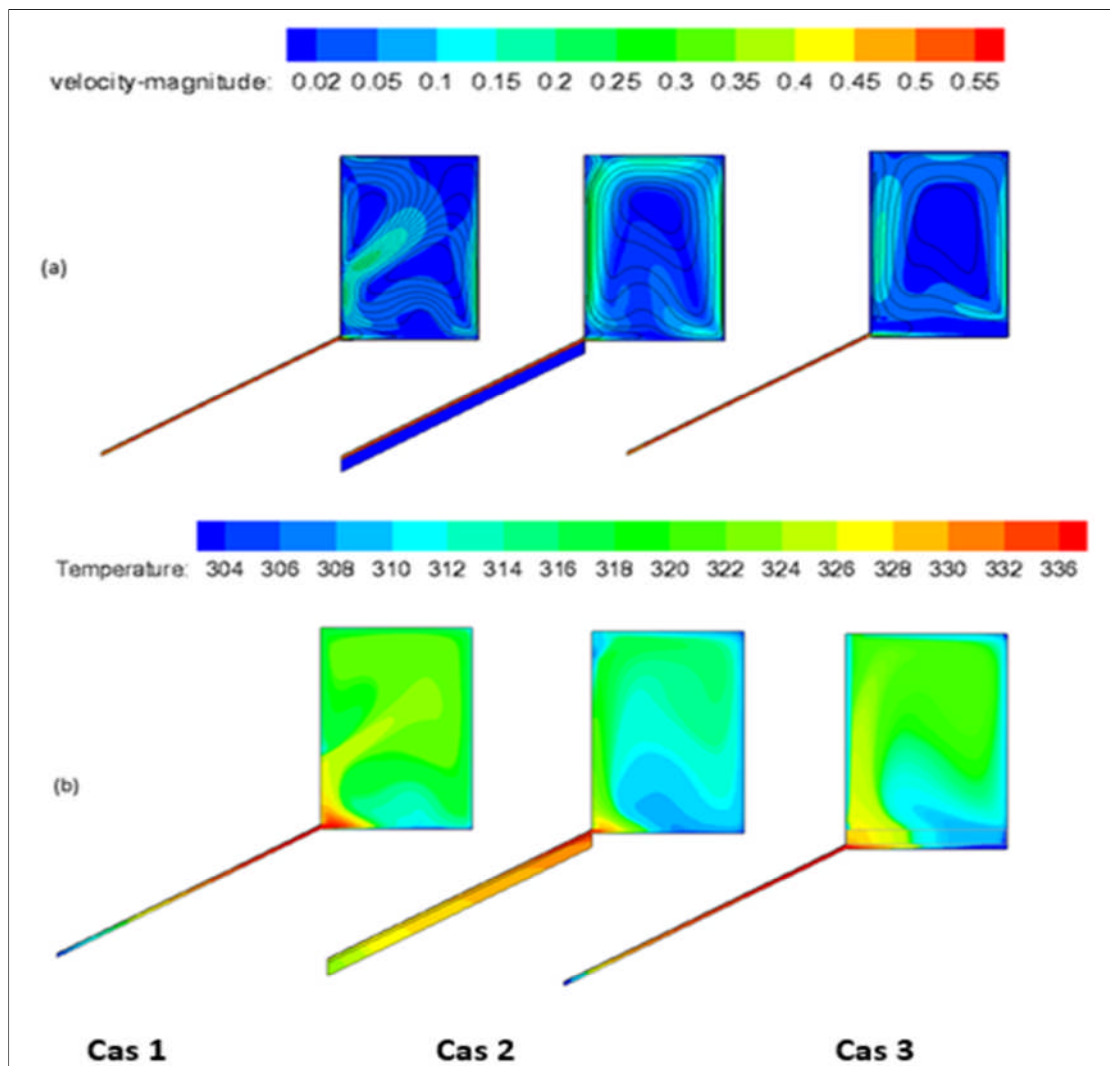 velocity-magnitude: 0.02 0.05 0.1 0.15 0.2 0.25 0.3 0.35 0.4 0.45 0.5 0.55
(a)
Temperature: 304 306 308 310 312 314 316 318 320 322 324 326 328 330 332 336
(b)
Cas 1 Cas 2 Cas 3